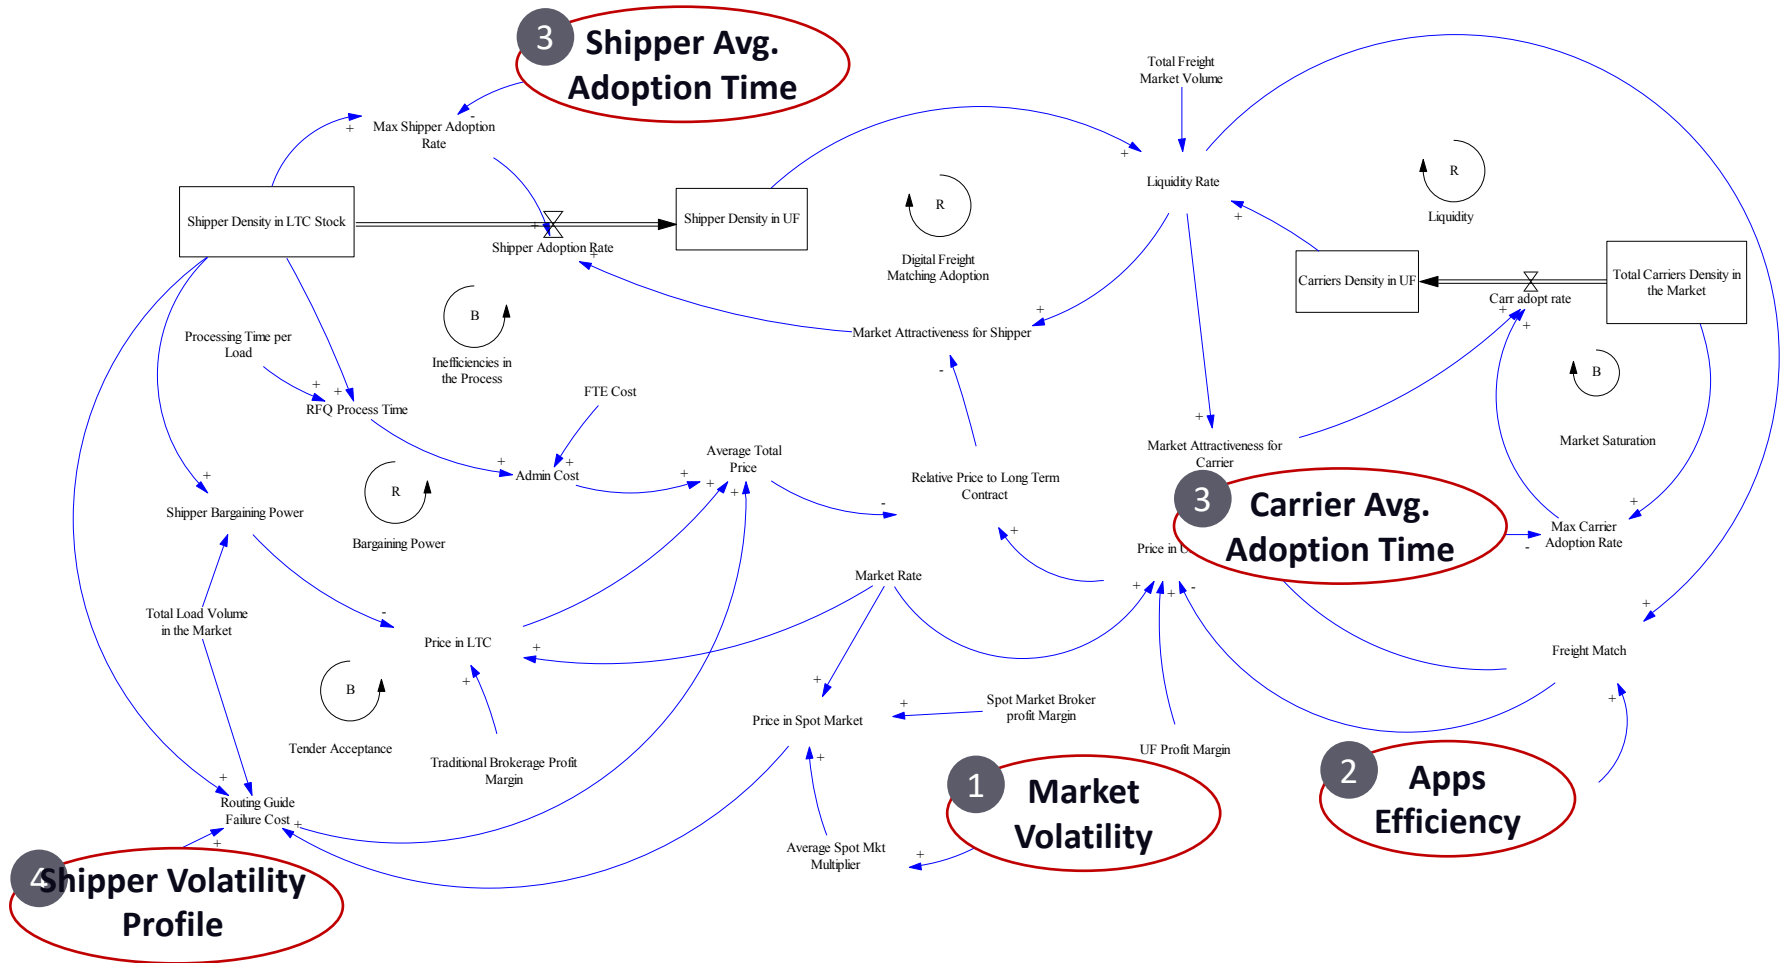 3
Shipper Avg.
Adoption Time
Total Freight
Market Volume
Max Shipper Adoption
Rate
Liquidity Rate
R
Liquidity
Shipper Density in LTC Stock
Shipper Adoption Rate
Shipper Density in UF
R
Digital Freight
Matching Adoption
Carriers Density in UF
Carr adopt rate
Total Carriers Density in
the Market
B
Inefficiencies in
the Process
Processing Time per
Load
Market Attractiveness for Shipper
B
Market Saturation
RFQ Process Time
FTE Cost
Average Total
Price
Market Attractiveness for
Carrier
Admin Cost
Relative Price to Long Term
Contract
R
Bargaining Power
Shipper Bargaining Power
3
Carrier Avg.
Adoption Time
Max Carrier
Adoption Rate
Price in U
Market Rate
Total Load Volume
in the Market
Price in LTC
Freight Match
B
Tender Acceptance
Price in Spot Market
Spot Market Broker
profit Margin
Traditional Brokerage Profit
Margin
UF Profit Margin
1
Market
Volatility
2
Apps
Efficiency
Routing Guide
Failure Cost
Average Spot Mkt
Multiplier
4
Shipper Volatility
Profile